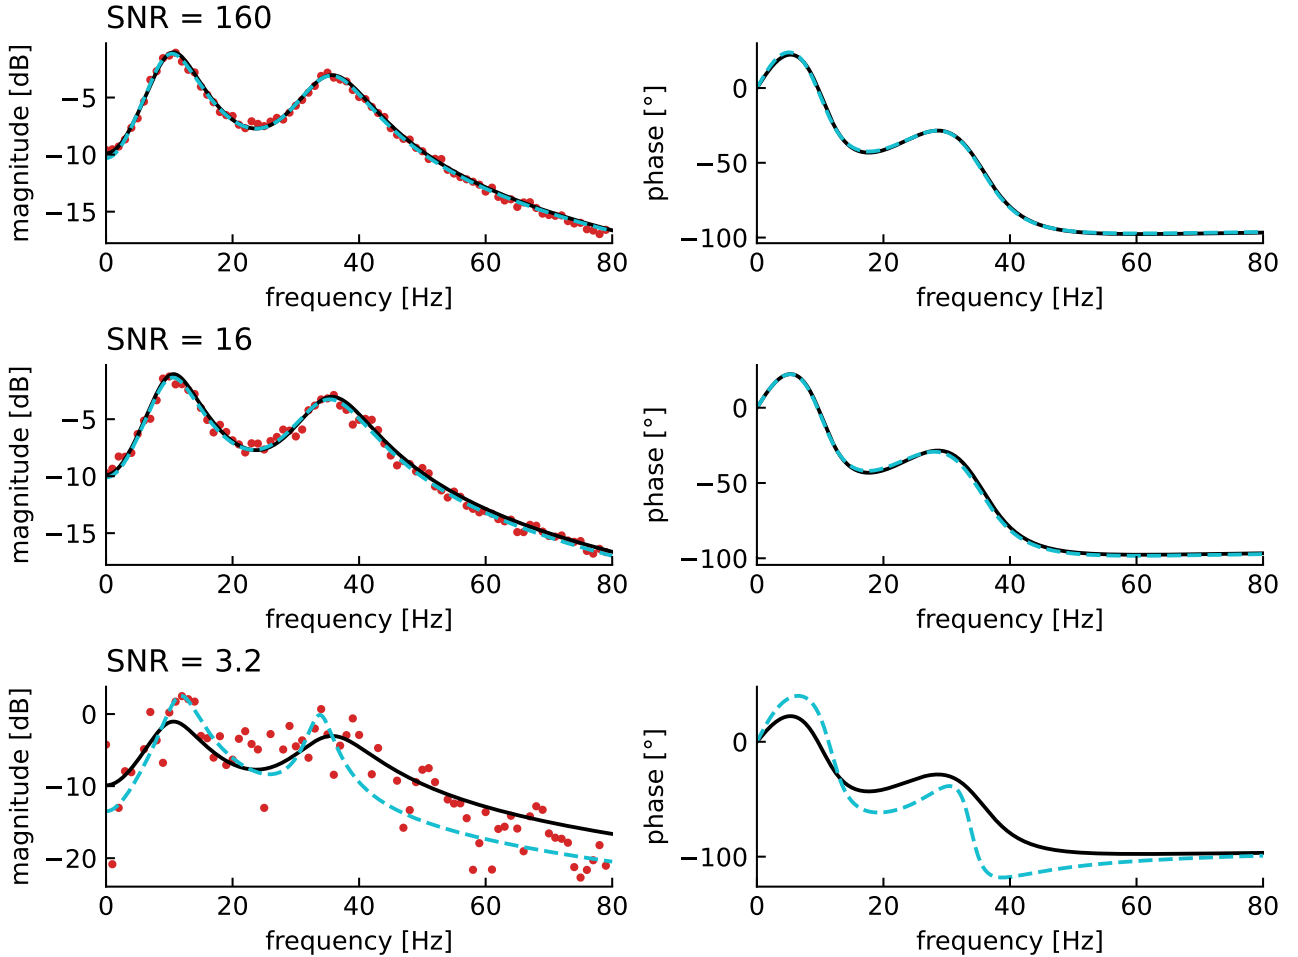 SNR = 160
magnitude [dB]
−5
−10
−15
0 20 40 60 80
frequency [Hz]
phase [°]
0
−50
−100
0 20 40 60 80
frequency [Hz]
SNR = 16
magnitude [dB]
−5
−10
−15
0 20 40 60 80
frequency [Hz]
phase [°]
0
−50
−100
0 20 40 60 80
frequency [Hz]
SNR = 3.2
magnitude [dB]
0
−10
−20
0 20 40 60 80
frequency [Hz]
phase [°]
0
−100
0 20 40 60 80
frequency [Hz]